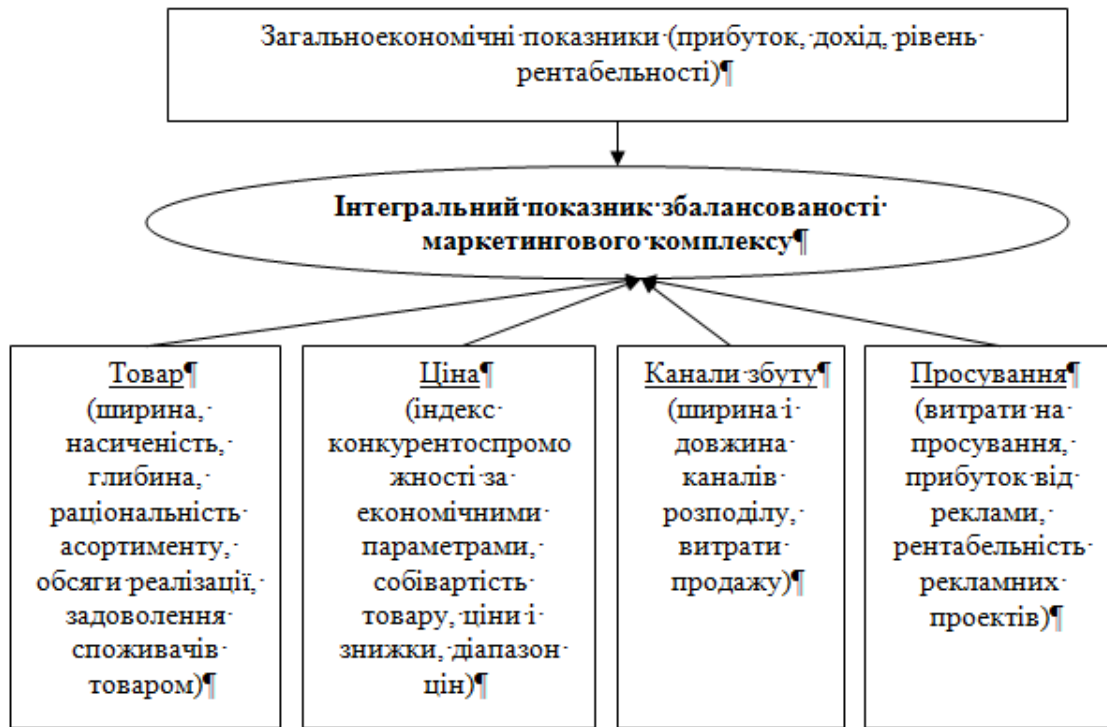 Загальноекономічні·показники·(прибуток,·дохід,·рівень·
рентабельності)¶
Інтегральний·показник·збалансованості·
маркетингового·комплексу¶
Товар¶
(ширина,·
насиченість,·
глибина,·
раціональність·
асортименту,·
обсяги·реалізації,·
задоволення·
споживачів·
товаром)¶
Ціна¶
(індекс·
конкурентоспромо
жності·за·
економічними·
параметрами,·
собівартість·
товару,·ціни·і·
знижки,·діапазон·
цін)¶
Канали·збуту¶
(ширина·і·
довжина·
каналів·
розподілу,·
витрати·
продажу)¶
Просування¶
(витрати·на·
просування,·
прибуток·від·
реклами,·
рентабельність·
рекламних·
проектів)¶